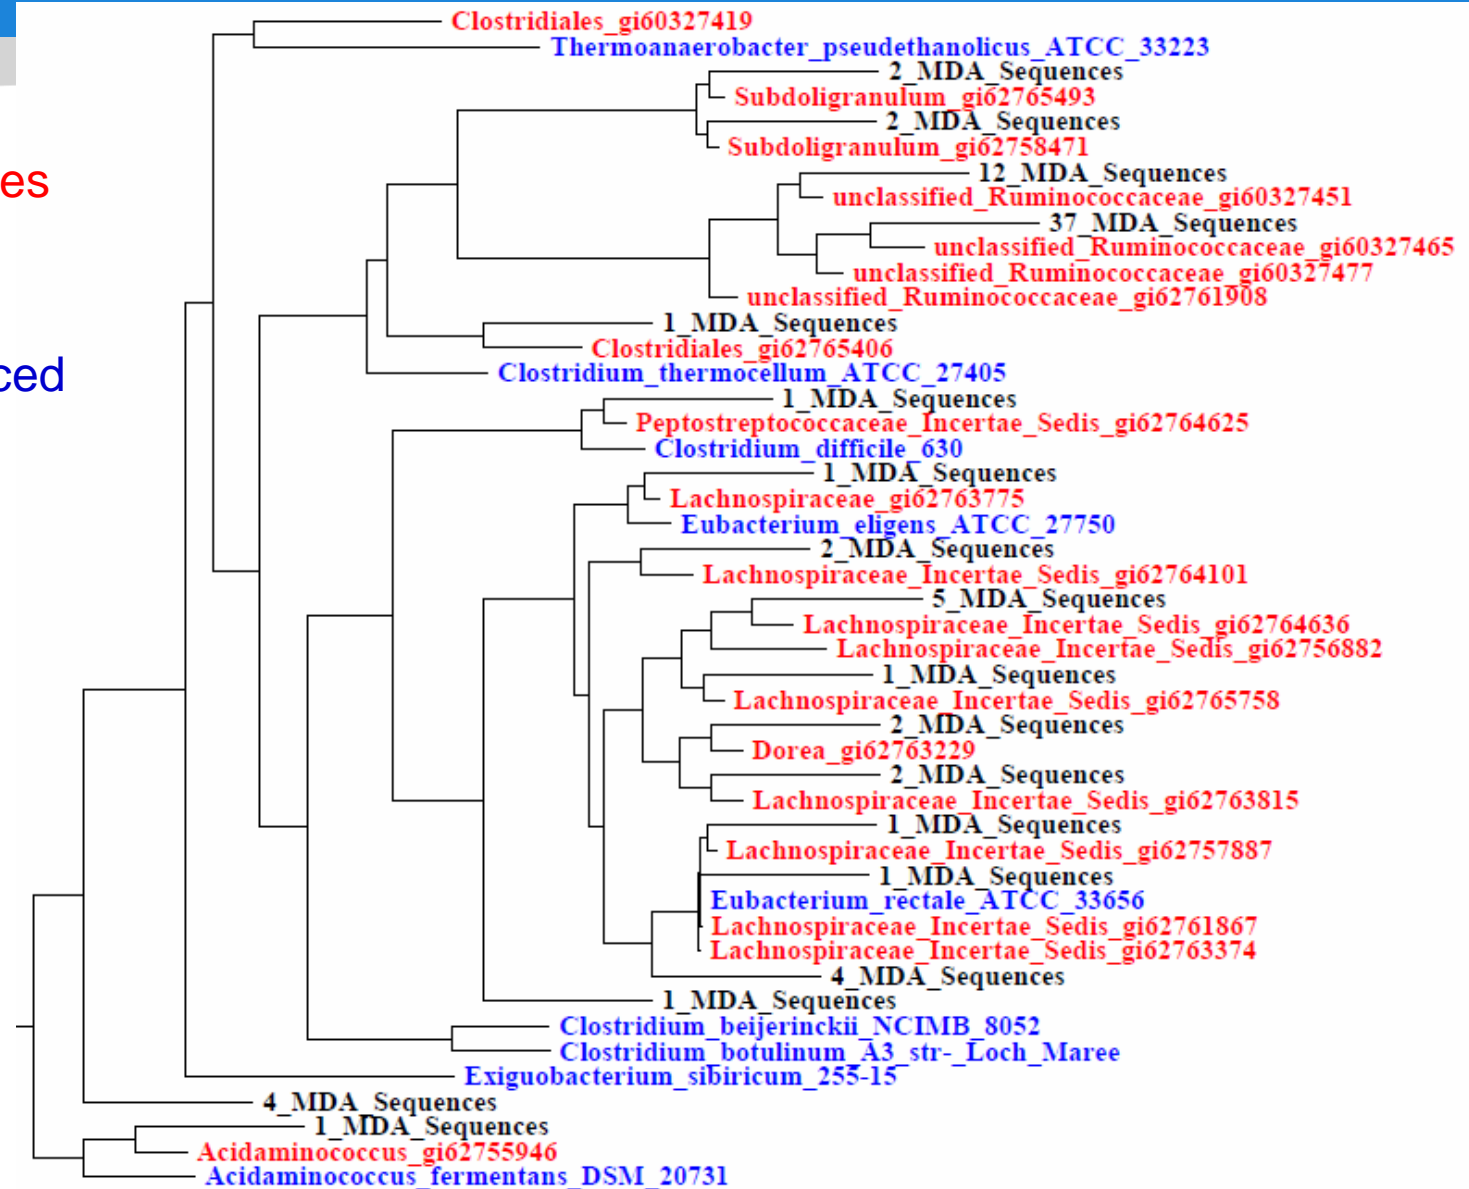 Clostridiales_gi60327419
Thermoanaerobacter_pseudethanolicus_ATCC_33223
2_MDA_Sequences
Subdoligranulum_gi62765493
2_MDA_Sequences
Subdoligranulum_gi62758471
12_MDA_Sequences
es
unclassified_Ruminococcaceae_gi60327451
37_MDA_Sequences
unclassified_Ruminococcaceae_gi60327465
unclassified_Ruminococcaceae_gi60327477
unclassified_Ruminococcaceae_gi62761908
1_MDA_Sequences
Clostridiales_gi62765406
ced
Clostridium_thermocellum_ATCC_27405
1_MDA_Sequences
Peptostreptococcaceae_Incertae_Sedis_gi62764625
Clostridium_difficile_630
1_MDA_Sequences
Lachnospiraceae_gi62763775
Eubacterium_eligens_ATCC_27750
2_MDA_Sequences
Lachnospiraceae_Incertae_Sedis_gi62764101
5_MDA_Sequences
Lachnospiraceae_Incertae_Sedis_gi62764636
Lachnospiraceae_Incertae_Sedis_gi62756882
1_MDA_Sequences
Lachnospiraceae_Incertae_Sedis_gi62765758
2_MDA_Sequences
Dorea_gi62763229
2_MDA_Sequences
Lachnospiraceae_Incertae_Sedis_gi62763815
1_MDA_Sequences
Lachnospiraceae_Incertae_Sedis_gi62757887
1_MDA_Sequences
Eubacterium_rectale_ATCC_33656
Lachnospiraceae_Incertae_Sedis_gi62761867
Lachnospiraceae_Incertae_Sedis_gi62763374
4_MDA_Sequences
1_MDA_Sequences
Clostridium_beijerinckii_NCIMB_8052
Clostridium_botulinum_A3_str-_Loch_Maree
Exiguobacterium_sibiricum_255-15
4_MDA_Sequences
1_MDA_Sequences
Acidaminococcus_gi62755946
Acidaminococcus_fermentans_DSM_20731